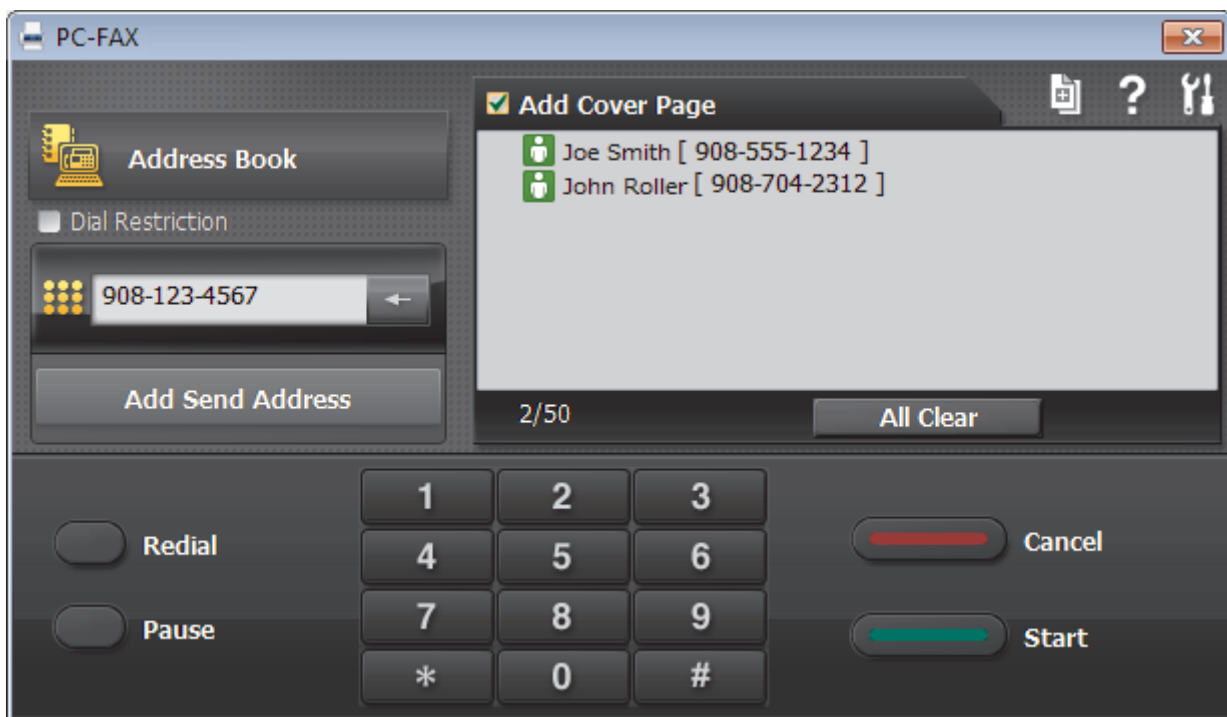 PC-FAX
Address Book
Dial Restriction
908-123-4567
Add Send Address
Add Cover Page
Joe Smith [ 908-555-1234 ]
John Roller [ 908-704-2312 ]
2/50
All Clear
?
Redial
Pause
1 2 3
4 5 6
7 8 9
* 0 #
Cancel
Start